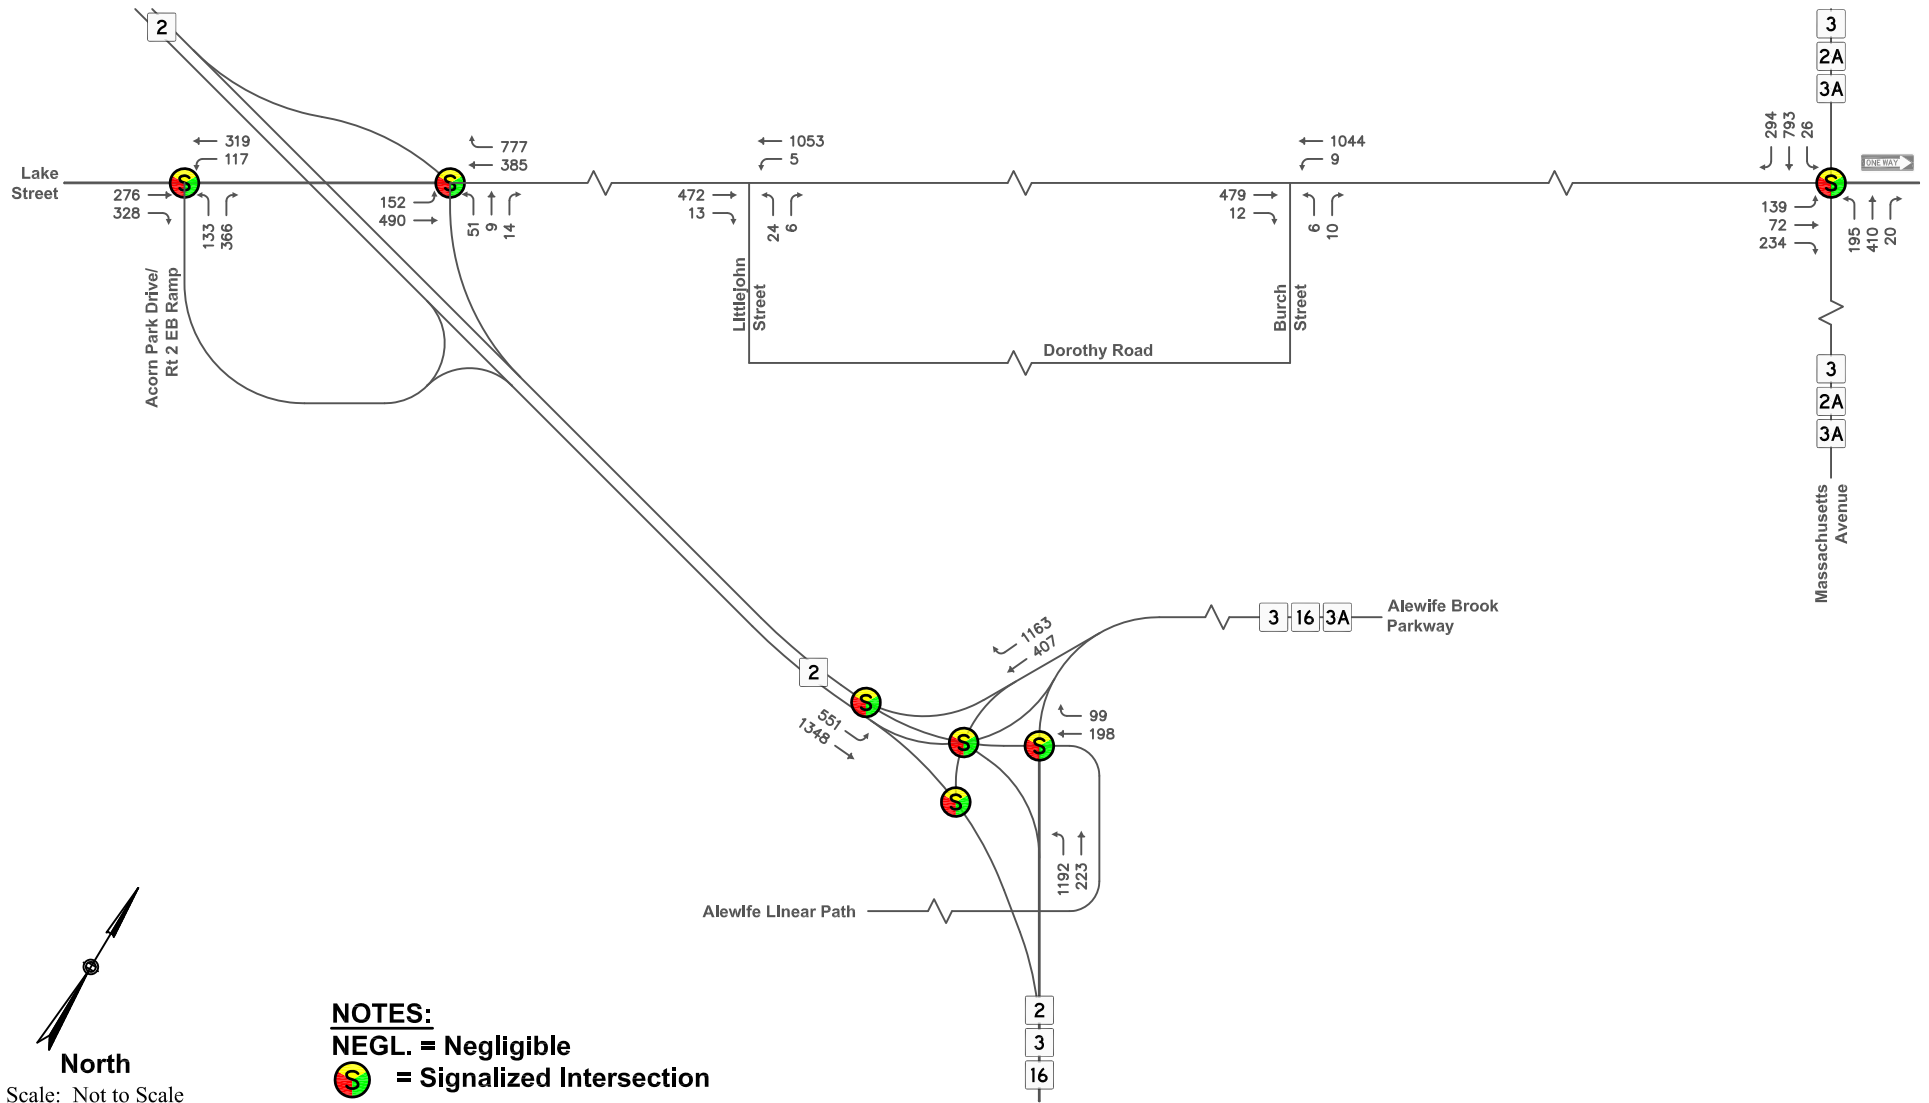 2
3
2A
3A
294
793
26
319
117
777
385
1053
5
1044
9
ONE WAY
Lake
Street
276
328
133
366
152
490
51
9
14
472
13
24
6
479
12
6
10
139
72
234
195
410
20
Acorn Park Drive/
Rt 2 EB Ramp
Littlejohn
Street
Burch
Street
Dorothy Road
3
2A
3A
Massachusetts
Avenue
3
16
3A
Alewife Brook
Parkway
1163
407
2
551
1348
99
198
1192
223
S
S
S
S
S
S
S
Alewife Linear Path
2
3
16
North
Scale: Not to Scale
NOTES:
NEGL. = Negligible
S = Signalized Intersection